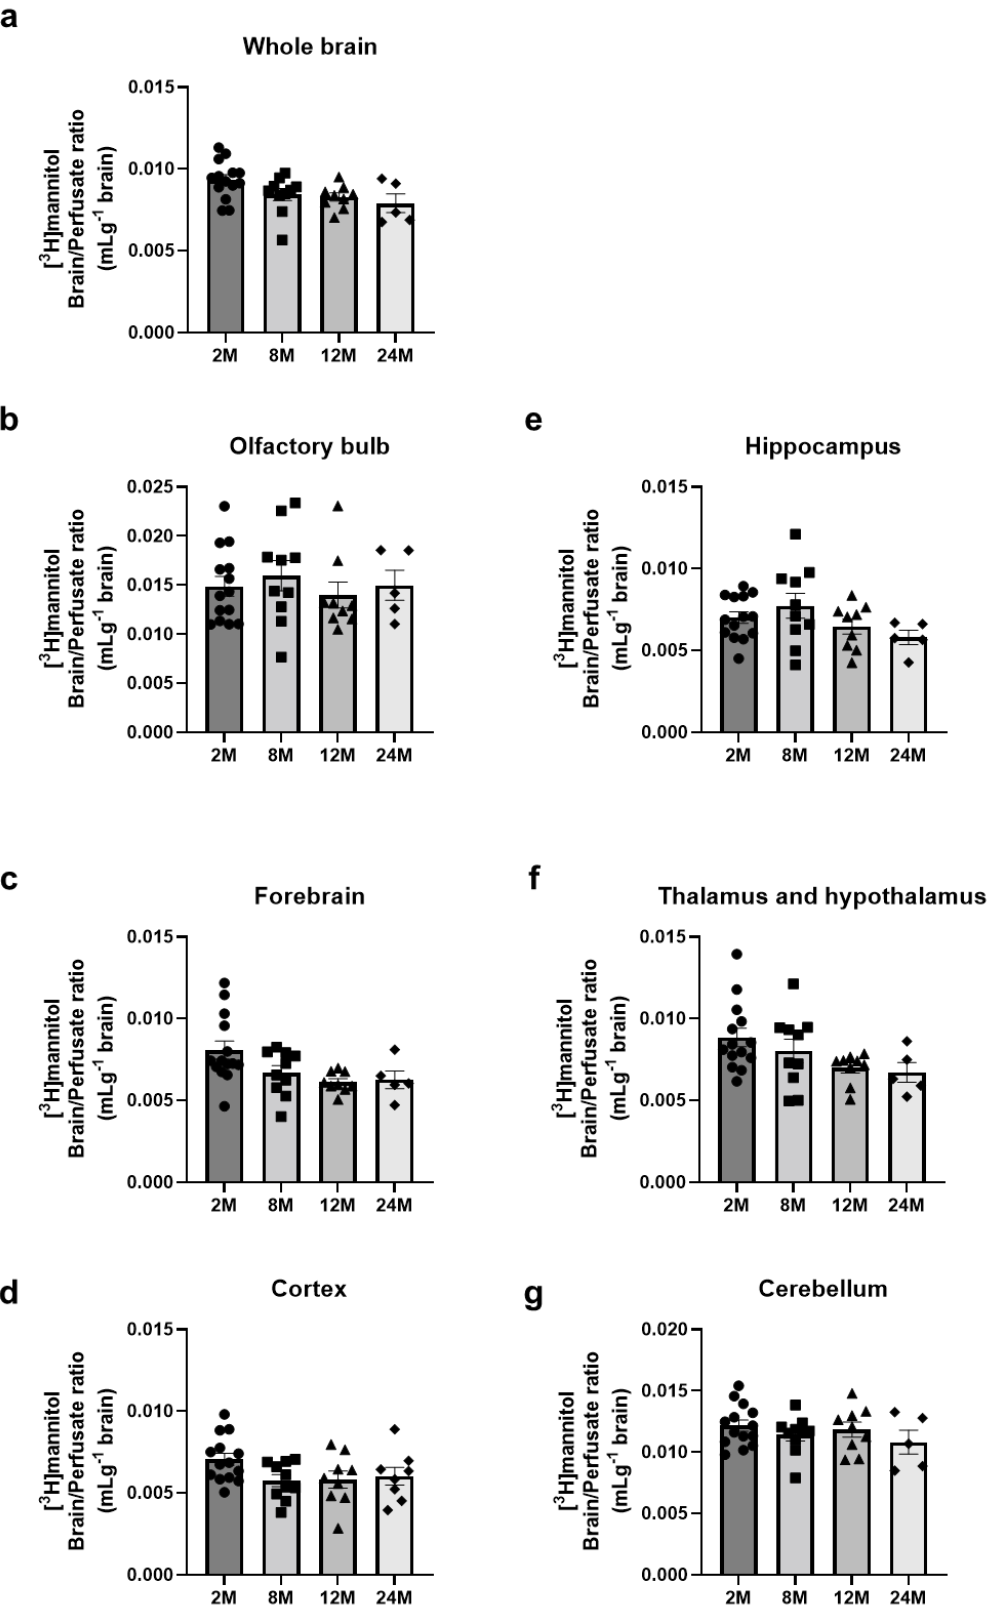 a
Whole brain
[³H]mannitol
Brain/Perfusate ratio
(mLg⁻¹ brain)
0.015
0.010
0.005
0.000
2M 8M 12M 24M
b
Olfactory bulb
[³H]mannitol
Brain/Perfusate ratio
(mLg⁻¹ brain)
0.025
0.020
0.015
0.010
0.005
0.000
2M 8M 12M 24M
e
Hippocampus
[³H]mannitol
Brain/Perfusate ratio
(mLg⁻¹ brain)
0.015
0.010
0.005
0.000
2M 8M 12M 24M
c
Forebrain
[³H]mannitol
Brain/Perfusate ratio
(mLg⁻¹ brain)
0.015
0.010
0.005
0.000
2M 8M 12M 24M
f
Thalamus and hypothalamus
[³H]mannitol
Brain/Perfusate ratio
(mLg⁻¹ brain)
0.015
0.010
0.005
0.000
2M 8M 12M 24M
d
Cortex
[³H]mannitol
Brain/Perfusate ratio
(mLg⁻¹ brain)
0.015
0.010
0.005
0.000
2M 8M 12M 24M
g
Cerebellum
[³H]mannitol
Brain/Perfusate ratio
(mLg⁻¹ brain)
0.020
0.015
0.010
0.005
0.000
2M 8M 12M 24M